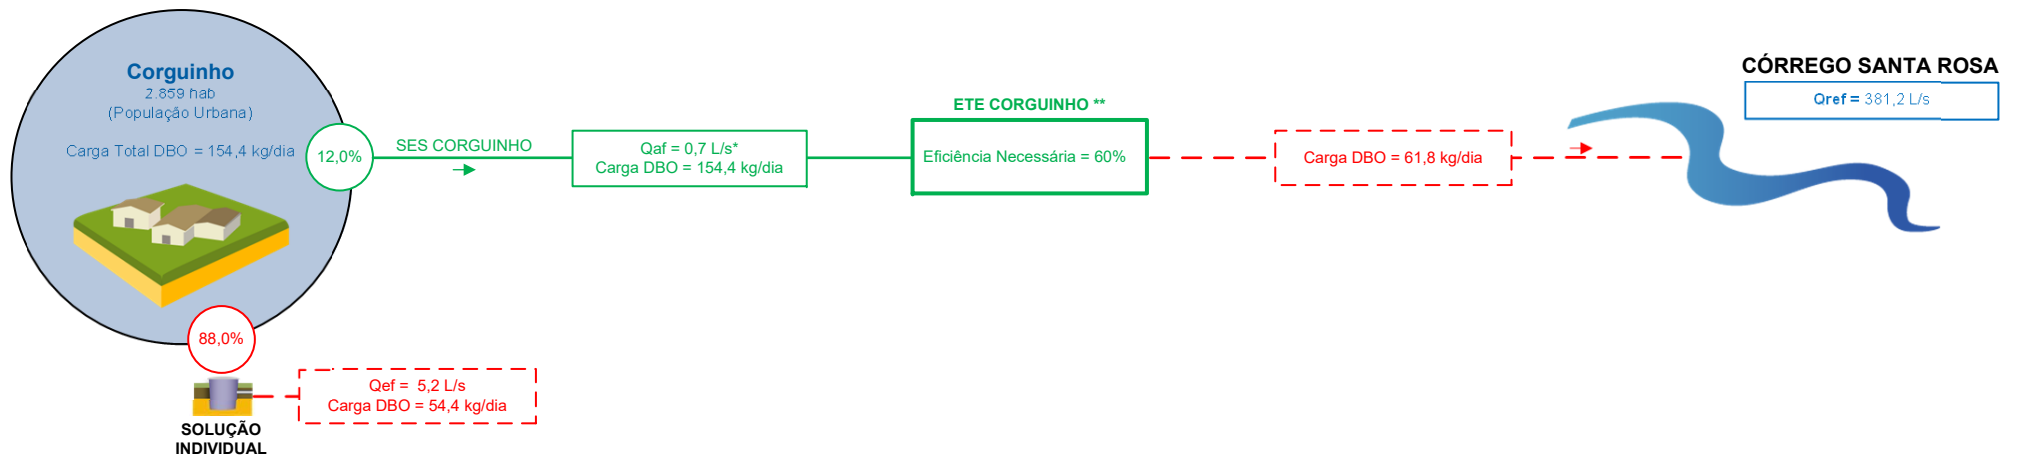 Corguinho
2.859 hab
(População Urbana)
Carga Total DBO = 154,4 kg/dia
12,0%
SES CORGUINHO
Qaf = 0,7 L/s*
Carga DBO = 154,4 kg/dia
ETE CORGUINHO **
Eficiência Necessária = 60%
Carga DBO = 61,8 kg/dia
CÓRREGO SANTA ROSA
Qref = 381,2 L/s
88,0%
Qef = 5,2 L/s
Carga DBO = 54,4 kg/dia
SOLUÇÃO
INDIVIDUAL